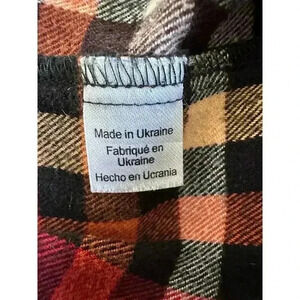 Made in Ukraine
Fabriqué en
Ukraine
Hecho en Ucrania